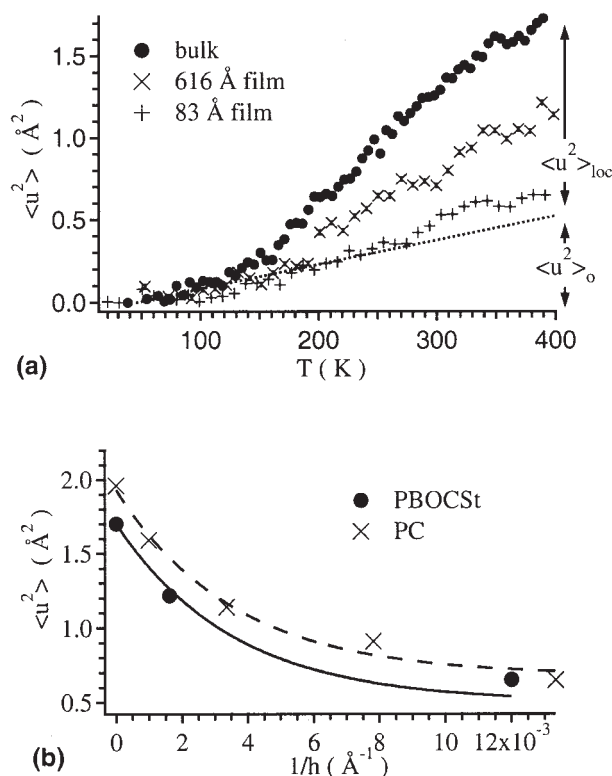 1.5
1.0
0.5
0.0
<u²> ( Å² )
bulk
616 Å film
83 Å film
<u²>loc
<u²>o
100 200 300 400
T ( K )
(a)
2.0
1.5
1.0
0.5
<u²> ( Å² )
PBOCSt
PC
0 2 4 6 8 10 12x10⁻³
1/h ( Å⁻¹ )
(b)